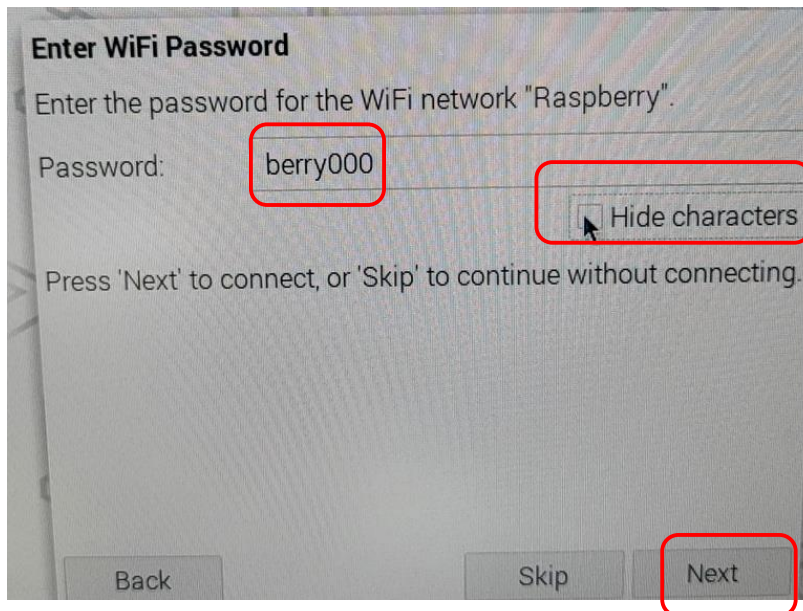 Enter WiFi Password
Enter the password for the WiFi network "Raspberry".
Password: berry000
Hide characters
Press 'Next' to connect, or 'Skip' to continue without connecting.
Back Skip Next